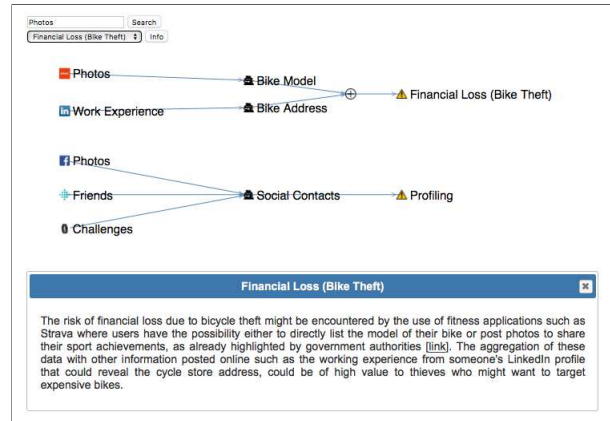 Photos Search
Financial Loss (Bike Theft) Info
Photos Bike Model
Financial Loss (Bike Theft)
Work Experience Bike Address
Photos
Friends Social Contacts Profiling
Challenges
Financial Loss (Bike Theft)
The risk of financial loss due to bicycle theft might be encountered by the use of fitness applications such as
Strava where users have the possibility either to directly list the model of their bike or post photos to share
their sport achievements, as already highlighted by government authorities [link]. The aggregation of these
data with other information posted online such as the working experience from someone's LinkedIn profile
that could reveal the cycle store address, could be of high value to thieves who might want to target
expensive bikes.